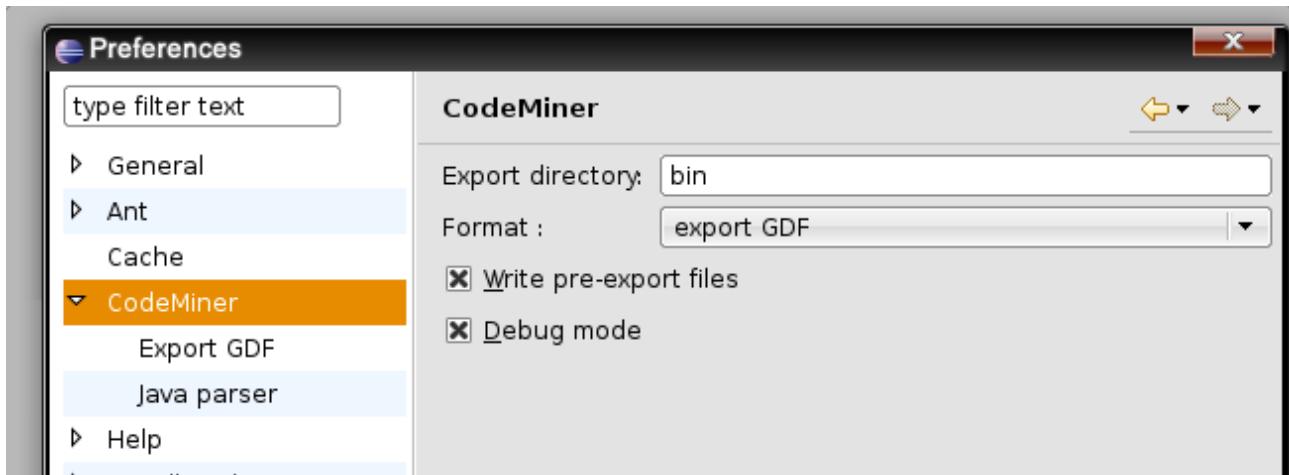 Preferences
type filter text
General
Ant
Cache
CodeMiner
Export GDF
Java parser
Help
CodeMiner
Export directory: bin
Format : export GDF
Write pre-export files
Debug mode